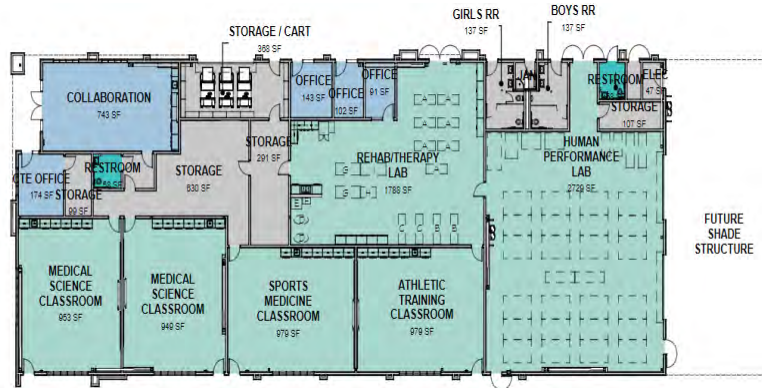 GIRLS RR
137 SF
BOYS RR
137 SF
STORAGE / CART
368 SF
OFFICE
143 SF
OFFICE
102 SF
OFFICE
91 SF
JAN
RESTROOM
ELEC
47 SF
STORAGE
107 SF
COLLABORATION
743 SF
CTE OFFICE
174 SF
STORAGE
99 SF
RESTROOM
STORAGE
630 SF
STORAGE
291 SF
REHAB/THERAPY
LAB
1788 SF
HUMAN
PERFORMANCE
LAB
2729 SF
FUTURE
SHADE
STRUCTURE
MEDICAL
SCIENCE
CLASSROOM
953 SF
MEDICAL
SCIENCE
CLASSROOM
949 SF
SPORTS
MEDICINE
CLASSROOM
979 SF
ATHLETIC
TRAINING
CLASSROOM
979 SF